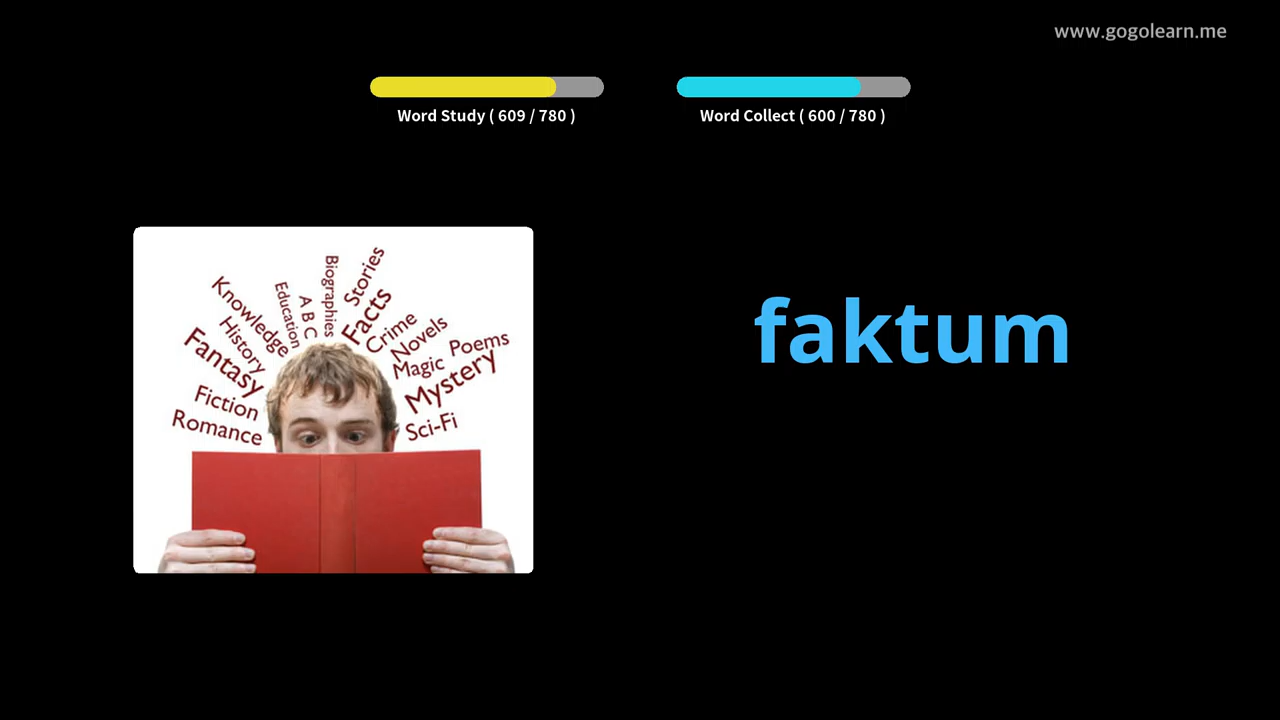 www.gogolearn.me
Word Study ( 609 / 780 )
Word Collect ( 600 / 780 )
faktum
Romance
Fiction
Fantasy
History
Knowledge
Education
A B C
Biographies
Stories
Facts
Crime
Novels
Magic
Poems
Mystery
Sci-Fi